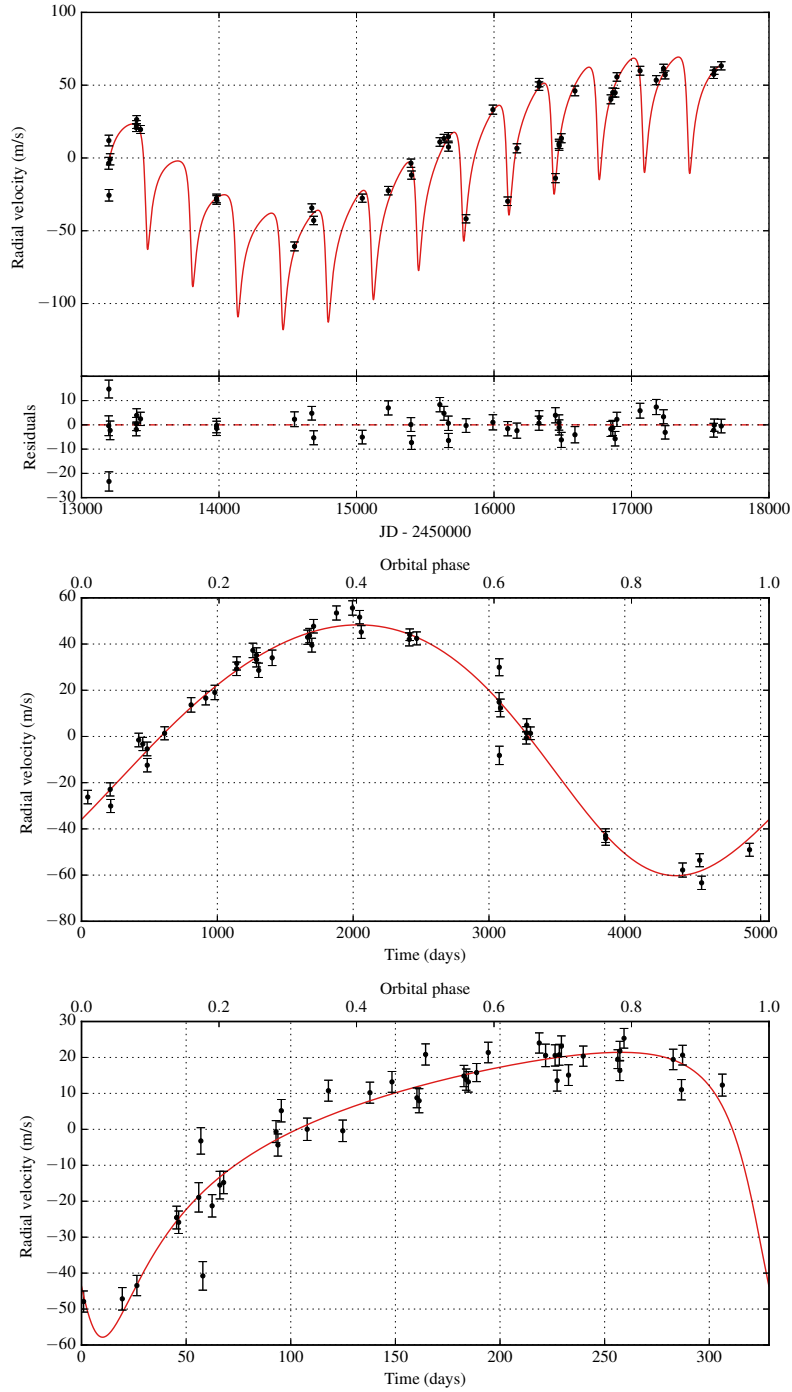 100
50
0
−50
−100
Radial velocity (m/s)
10
0
−10
−20
−30
Residuals
13000 14000 15000 16000 17000 18000
JD - 2450000
Orbital phase
0.0 0.2 0.4 0.6 0.8 1.0
60
40
20
0
−20
−40
−60
−80
Radial velocity (m/s)
0 1000 2000 3000 4000 5000
Time (days)
Orbital phase
0.0 0.2 0.4 0.6 0.8 1.0
30
20
10
0
−10
−20
−30
−40
−50
−60
Radial velocity (m/s)
0 50 100 150 200 250 300
Time (days)